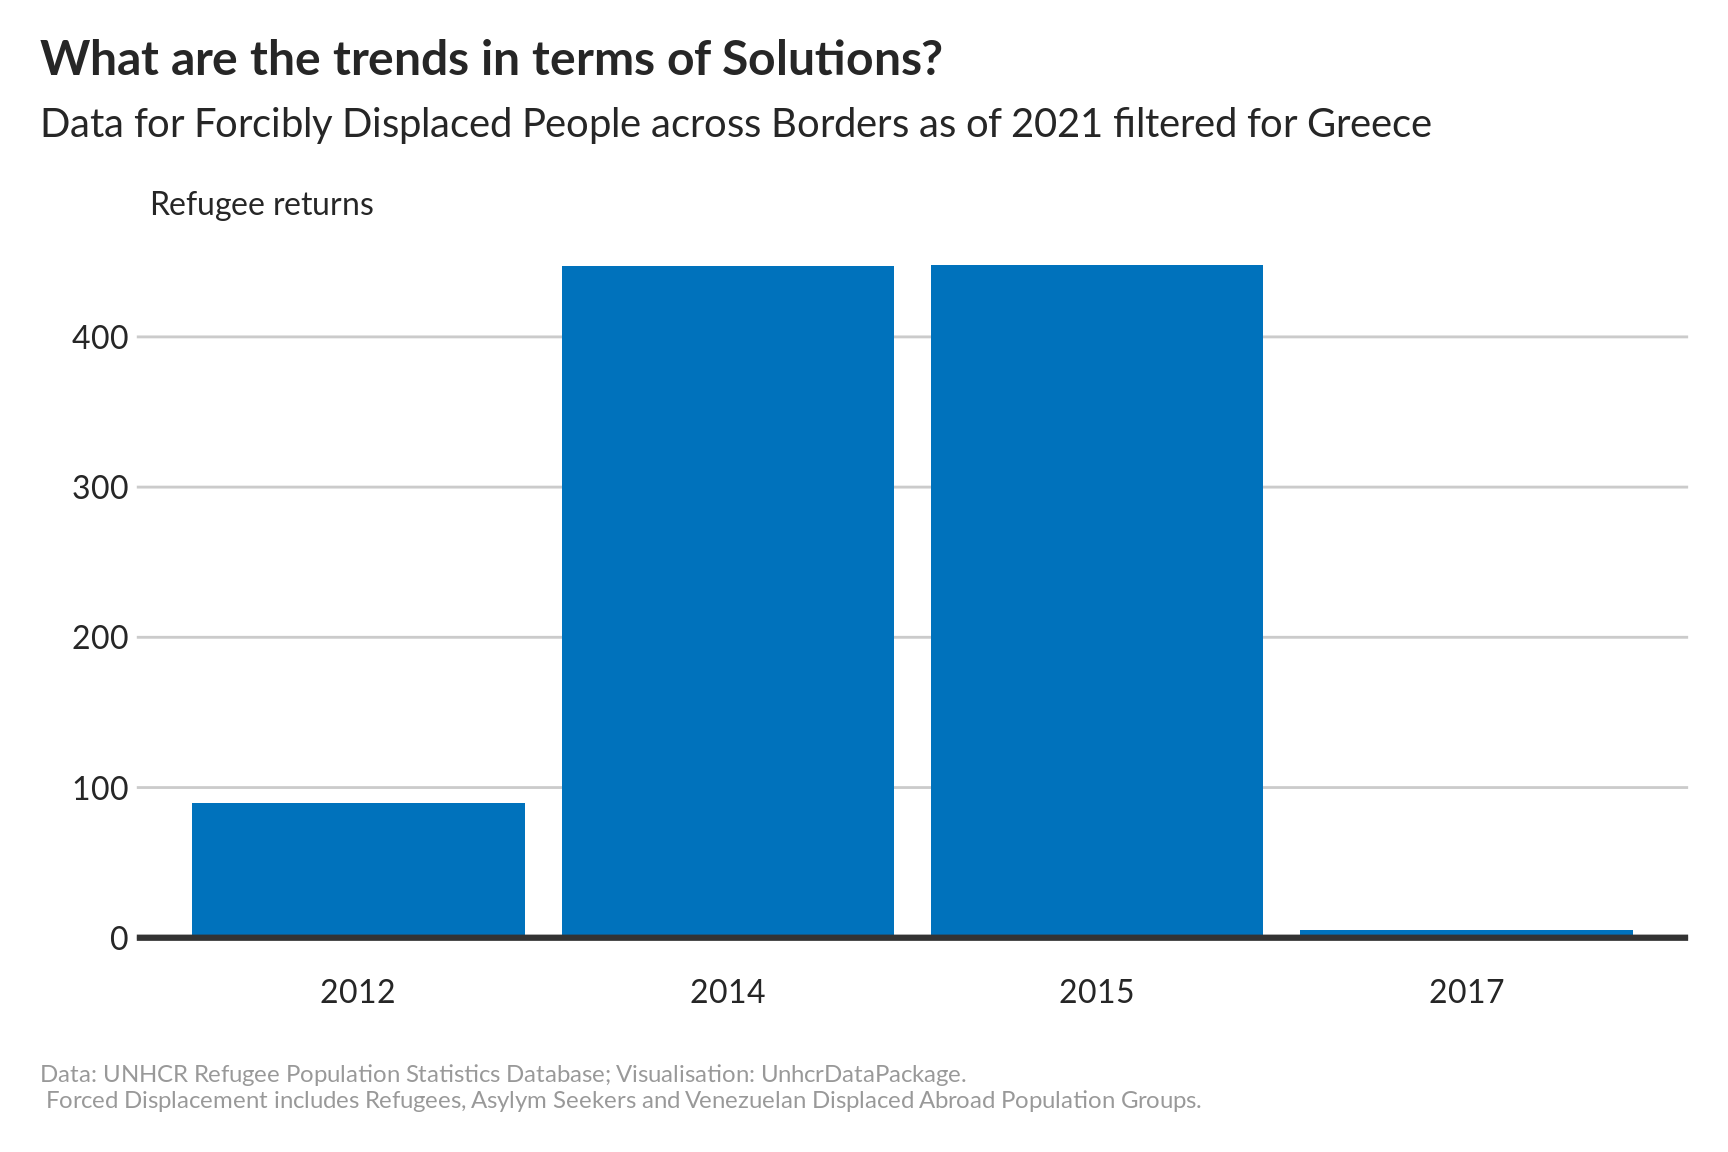 What are the trends in terms of Solutions?
Data for Forcibly Displaced People across Borders as of 2021 filtered for Greece
Refugee returns
400
300
200
100
0
2012 2014 2015 2017
Data: UNHCR Refugee Population Statistics Database; Visualisation: UnhcrDataPackage.
Forced Displacement includes Refugees, Asylym Seekers and Venezuelan Displaced Abroad Population Groups.